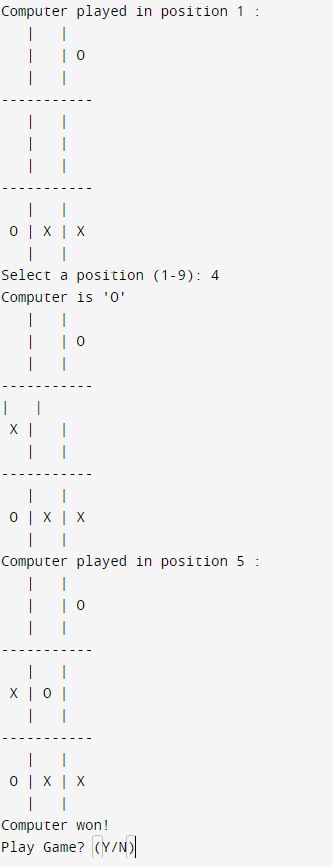 Computer played in position 1 :
   |   |
   |   | O
   |   |
-----------
   |   |
   |   |
   |   |
-----------
   |   |
 O | X | X
   |   |
Select a position (1-9): 4
Computer is 'O'
   |   |
   |   | O
   |   |
-----------
|   |
 X |   |
   |   |
-----------
   |   |
 O | X | X
   |   |
Computer played in position 5 :
   |   |
   |   | O
   |   |
-----------
   |   |
 X | O |
   |   |
-----------
   |   |
 O | X | X
   |   |
Computer won!
Play Game? (Y/N)